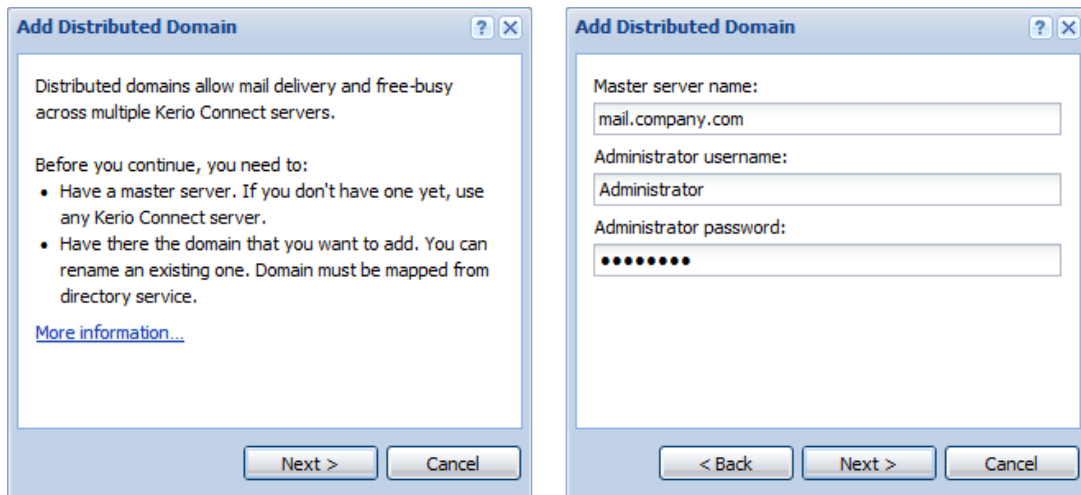 Add Distributed Domain
Distributed domains allow mail delivery and free-busy
across multiple Kerio Connect servers.
Before you continue, you need to:
• Have a master server. If you don't have one yet, use
any Kerio Connect server.
• Have there the domain that you want to add. You can
rename an existing one. Domain must be mapped from
directory service.
More information...
Next >
Cancel
Add Distributed Domain
Master server name:
mail.company.com
Administrator username:
Administrator
Administrator password:
••••••••
< Back
Next >
Cancel